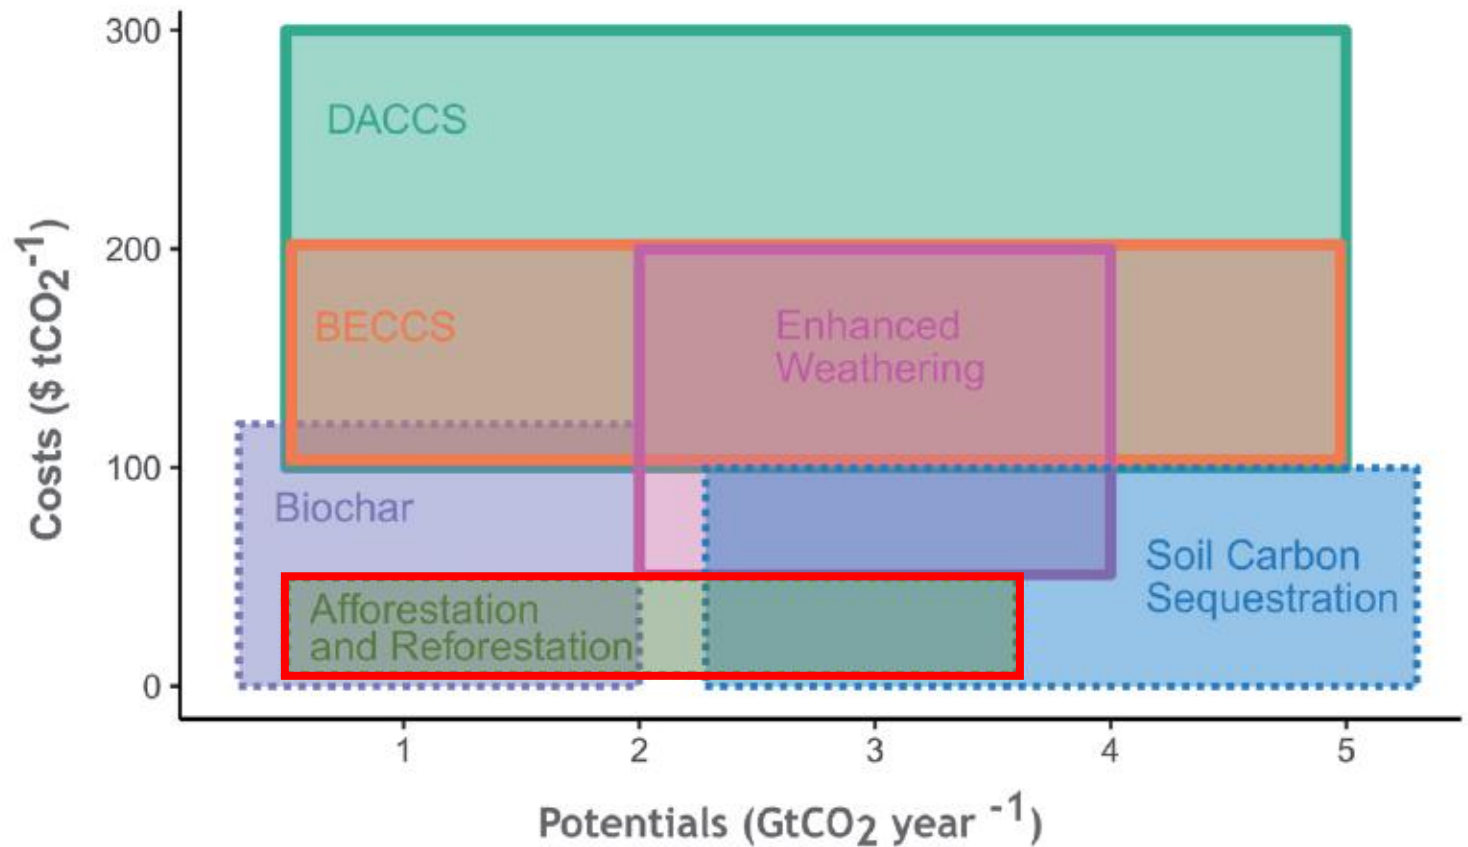 300
DACCS
200
BECCS
Enhanced
Weathering
Costs ($ tCO₂⁻¹)
100
Biochar
Soil Carbon
Sequestration
Afforestation
and Reforestation
0
1 2 3 4 5
Potentials (GtCO₂ year ⁻¹)